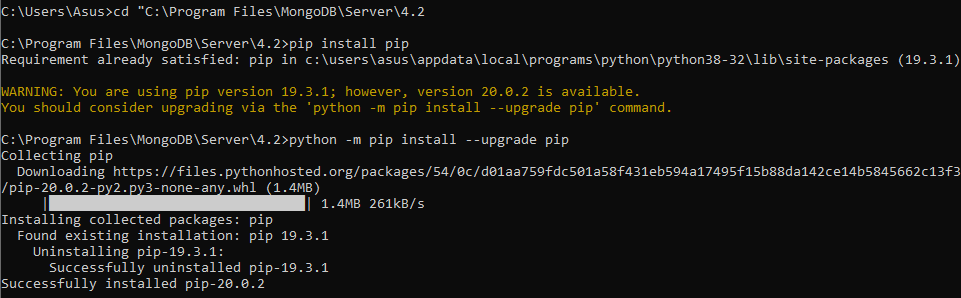 C:\Users\Asus>cd "C:\Program Files\MongoDB\Server\4.2
C:\Program Files\MongoDB\Server\4.2>pip install pip
Requirement already satisfied: pip in c:\users\asus\appdata\local\programs\python\python38-32\lib\site-packages (19.3.1)
WARNING: You are using pip version 19.3.1; however, version 20.0.2 is available.
You should consider upgrading via the 'python -m pip install --upgrade pip' command.
C:\Program Files\MongoDB\Server\4.2>python -m pip install --upgrade pip
Collecting pip
  Downloading https://files.pythonhosted.org/packages/54/0c/d01aa759fdc501a58f431eb594a17495f15b88da142ce14b5845662c13f3
/pip-20.0.2-py2.py3-none-any.whl (1.4MB)
     |████████████████████████████████| 1.4MB 261kB/s
Installing collected packages: pip
  Found existing installation: pip 19.3.1
    Uninstalling pip-19.3.1:
      Successfully uninstalled pip-19.3.1
Successfully installed pip-20.0.2